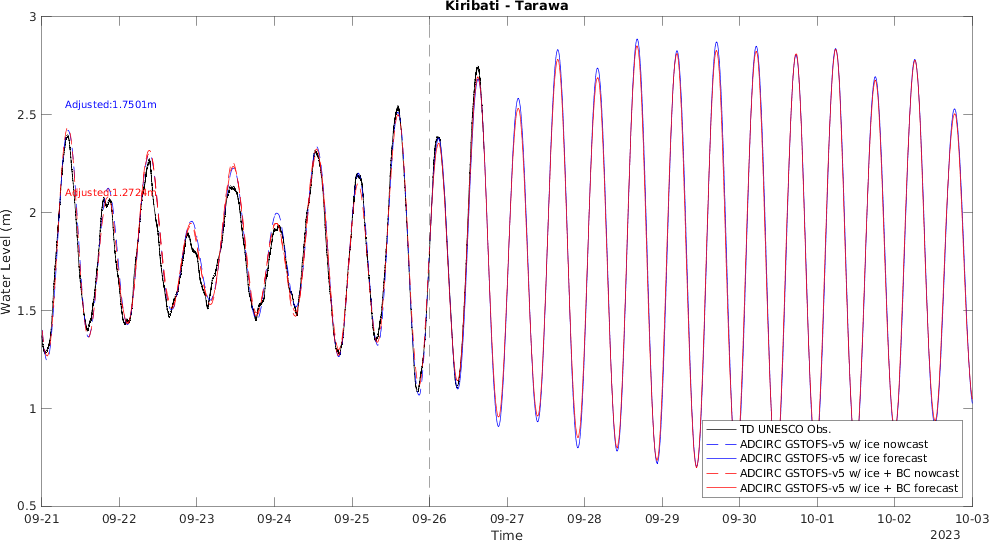 Kiribati - Tarawa
3
2.5
2
1.5
1
0.5
Water Level (m)
Adjusted:1.7501m
Adjusted:1.2724m
TD UNESCO Obs.
ADCIRC GSTOFS-v5 w/ ice nowcast
ADCIRC GSTOFS-v5 w/ ice forecast
ADCIRC GSTOFS-v5 w/ ice + BC nowcast
ADCIRC GSTOFS-v5 w/ ice + BC forecast
09-21 09-22 09-23 09-24 09-25 09-26 09-27 09-28 09-29 09-30 10-01 10-02 10-03
Time
2023